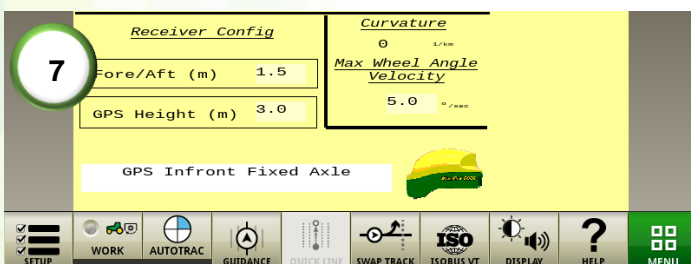 Receiver Config
Fore/Aft (m) 1.5
GPS Height (m) 3.0
Curvature
0 1/km
Max Wheel Angle
Velocity
5.0 °/sec
7
GPS Infront Fixed Axle
SETUP
WORK
AUTOTRAC
GUIDANCE
QUICK LINE
SWAP TRACK
ISO
ISOBUS VT
DISPLAY
?
HELP
MENU